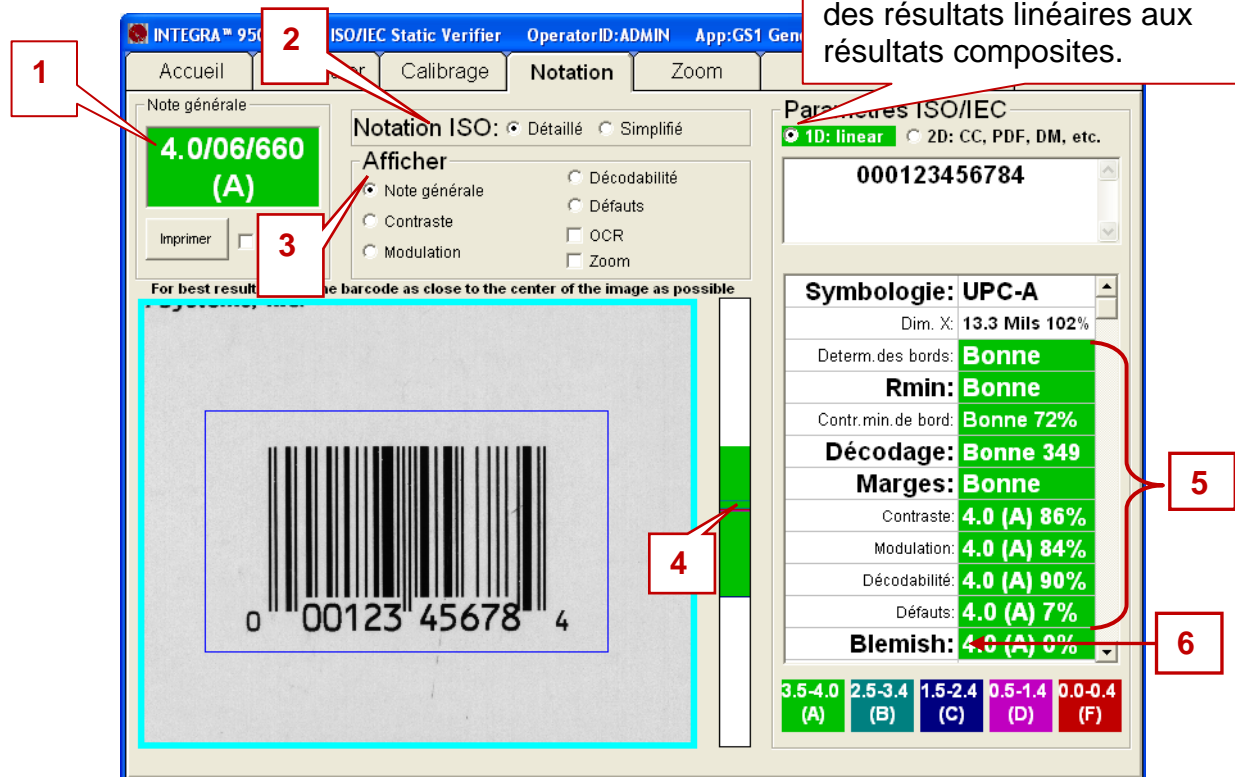 des résultats linéaires aux
résultats composites.
INTEGRA™ 95 ISO/IEC Static Verifier OperatorID:ADMIN App:GS1
Accueil Calibrage Notation Zoom
1
2
Note générale
4.0/06/660
(A)
Imprimer
Notation ISO: Détaillé Simplifié
Afficher
Note générale
Contraste
Modulation
Décodabilité
Défauts
OCR
Zoom
3
For best the barcode as close to the center of the image as possible
0 00123 45678 4
4
ISO/IEC
1D: linear 2D: CC, PDF, DM, etc.
000123456784
Symbologie: UPC-A
Dim. X: 13.3 Mils 102%
Determ.des bords: Bonne
Rmin: Bonne
Contr.min.de bord: Bonne 72%
Décodage: Bonne 349
Marges: Bonne
Contraste: 4.0 (A) 86%
Modulation: 4.0 (A) 84%
Décodabilité: 4.0 (A) 90%
Défauts: 4.0 (A) 7%
Blemish: 4.0 (A) 0%
5
6
3.5-4.0 2.5-3.4 1.5-2.4 0.5-1.4 0.0-0.4
(A) (B) (C) (D) (F)